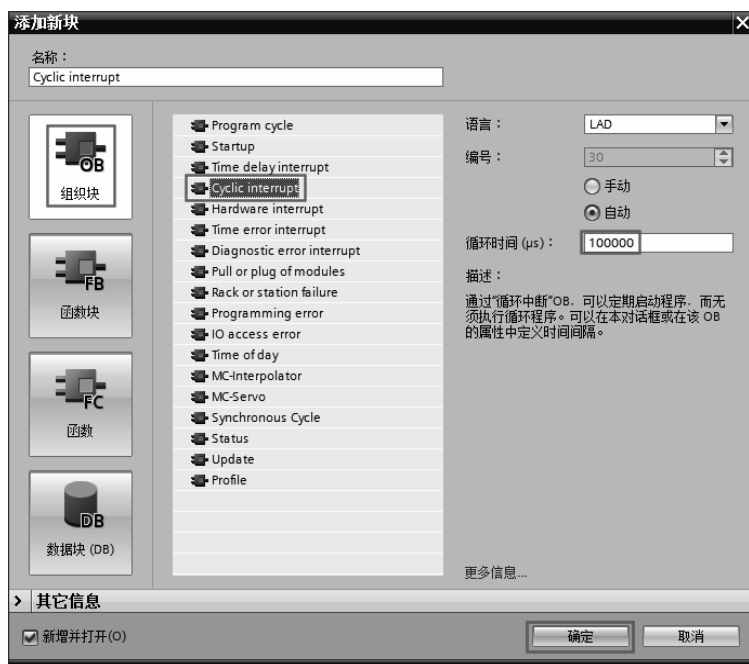 添加新块
名称：
Cyclic interrupt
OB
组织块
FB
函数块
FC
函数
DB
数据块 (DB)
Program cycle
Startup
Time delay interrupt
Cyclic interrupt
Hardware interrupt
Time error interrupt
Diagnostic error interrupt
Pull or plug of modules
Rack or station failure
Programming error
IO access error
Time of day
MC-Interpolator
MC-Servo
Synchronous Cycle
Status
Update
Profile
语言：
LAD
编号：
30
手动
自动
循环时间 (μs)：
100000
描述：
通过“循环中断”OB，可以定期启动程序，而无
须执行循环程序。可以在本对话框或在该 OB
的属性中定义时间间隔。
更多信息...
其它信息
新增并打开(O)
确定
取消